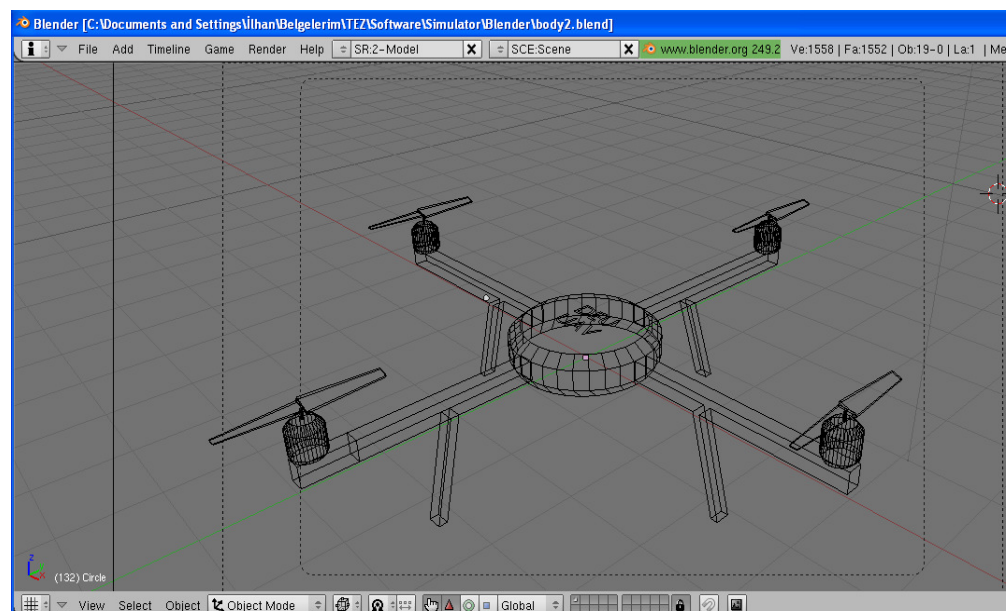 Blender [C:\Documents and Settings\İlhan\Belgelerim\TEZ\Software\Simulator\Blender\body2.blend]
File Add Timeline Game Render Help SR:2-Model X SCE:Scene X www.blender.org 249.2 Ve:1558 | Fa:1552 | Ob:19-0 | La:1 | Me
z
x
(132) Circle
View Select Object Object Mode Global